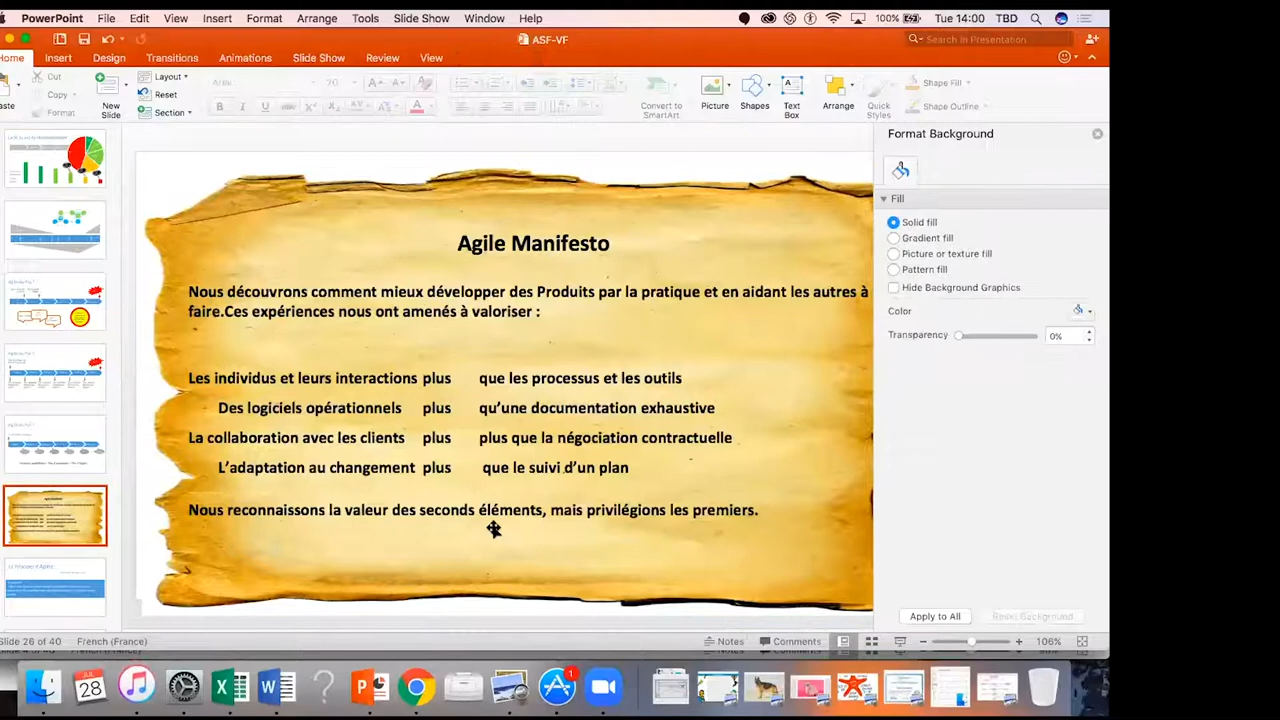 PowerPoint File Edit View Insert Format Arrange Tools Slide Show Window Help 100% Tue 14:00 TBD
ASF-VF
Search in Presentation
Home Insert Design Transitions Animations Slide Show Review View
Cut
Copy
Format
New Slide
Layout
Reset
Section
Convert to SmartArt
Picture
Shapes
Text Box
Arrange
Quick Styles
Shape Fill
Shape Outline
Format Background
Fill
Solid fill
Gradient fill
Picture or texture fill
Pattern fill
Hide Background Graphics
Color
Transparency 0%
Apply to All Reset Background
Agile Manifesto
Nous découvrons comment mieux développer des Produits par la pratique et en aidant les autres à
faire.Ces expériences nous ont amenés à valoriser :
Les individus et leurs interactions plus que les processus et les outils
Des logiciels opérationnels plus qu’une documentation exhaustive
La collaboration avec les clients plus plus que la négociation contractuelle
L’adaptation au changement plus que le suivi d’un plan
Nous reconnaissons la valeur des seconds éléments, mais privilégions les premiers.
Slide 26 of 40 French (France) Notes Comments 106%
JUL
28
1